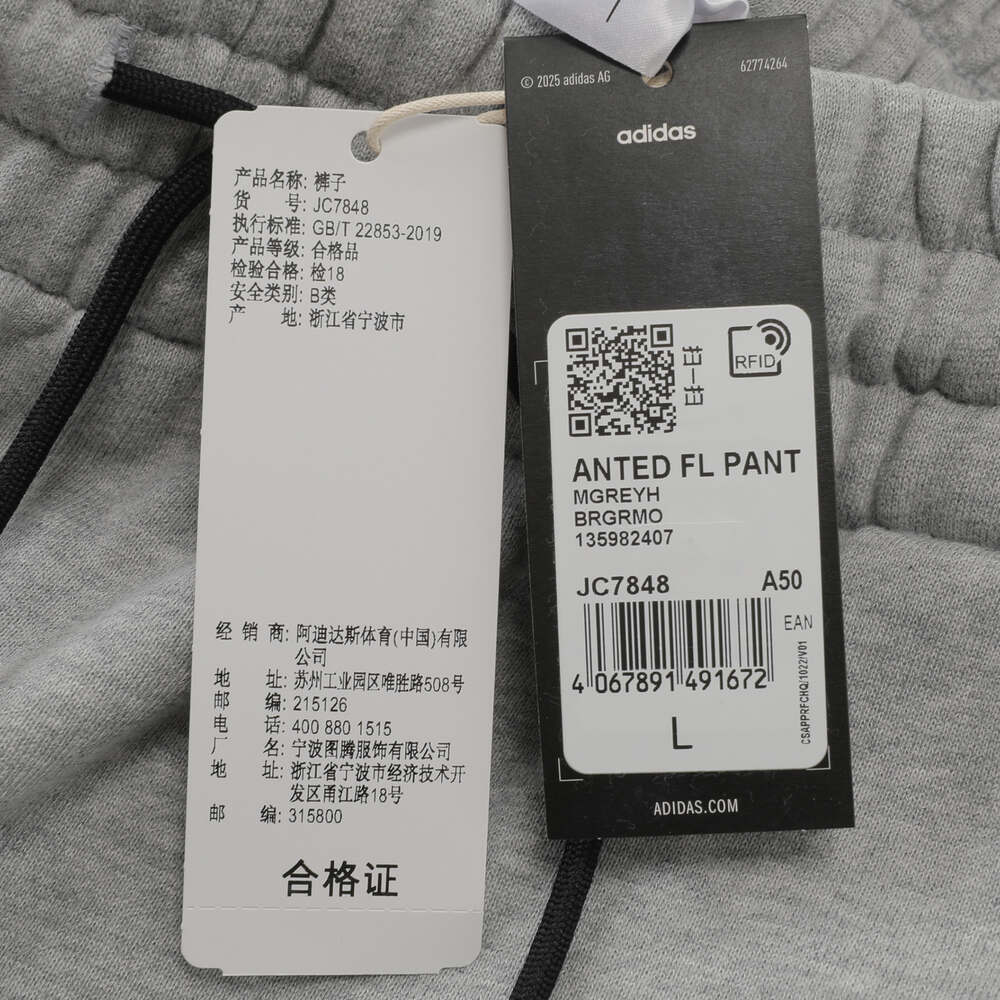 产品名称: 裤子
货 号: JC7848
执行标准: GB/T 22853-2019
产品等级: 合格品
检验合格: 检18
安全类别: B类
产 地: 浙江省宁波市
经 销 商: 阿迪达斯体育(中国)有限
公司
地 址: 苏州工业园区唯胜路508号
邮 编: 215126
电 话: 400 880 1515
厂 名: 宁波图腾服饰有限公司
地 址: 浙江省宁波市经济技术开
发区甬江路18号
邮 编: 315800
合格证
© 2025 adidas AG
62774264
adidas
扫一扫
RFID
ANTED FL PANT
MGREYH
BRGRMO
135982407
JC7848 A50
EAN
4 067891 491672
L
CSAPPRFCHQ/1022/V01
ADIDAS.COM